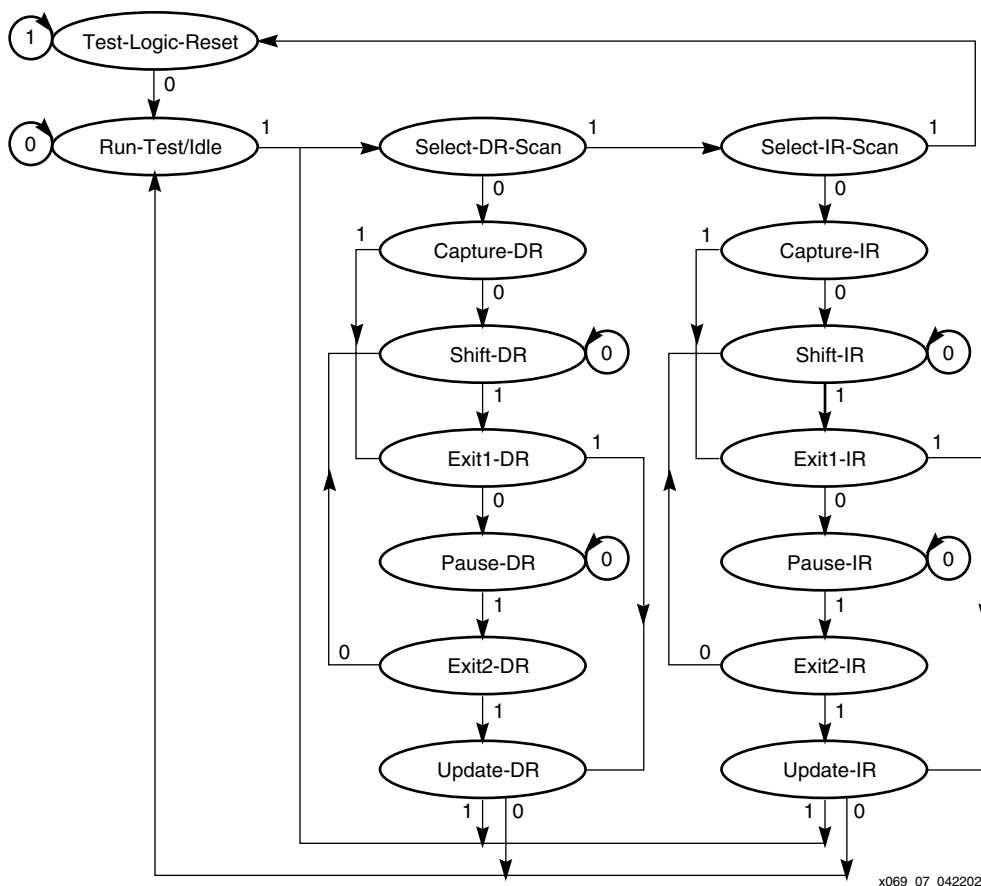 1 Test-Logic-Reset
0
0 Run-Test/Idle 1 Select-DR-Scan 1 Select-IR-Scan 1
0 0
1 Capture-DR 1 Capture-IR
0 0
Shift-DR 0 Shift-IR 0
1 1
Exit1-DR 1 Exit1-IR 1
0 0
Pause-DR 0 Pause-IR 0
1 1
0 Exit2-DR 0 Exit2-IR
1 1
Update-DR Update-IR
1 0 1 0
x069_07_042202